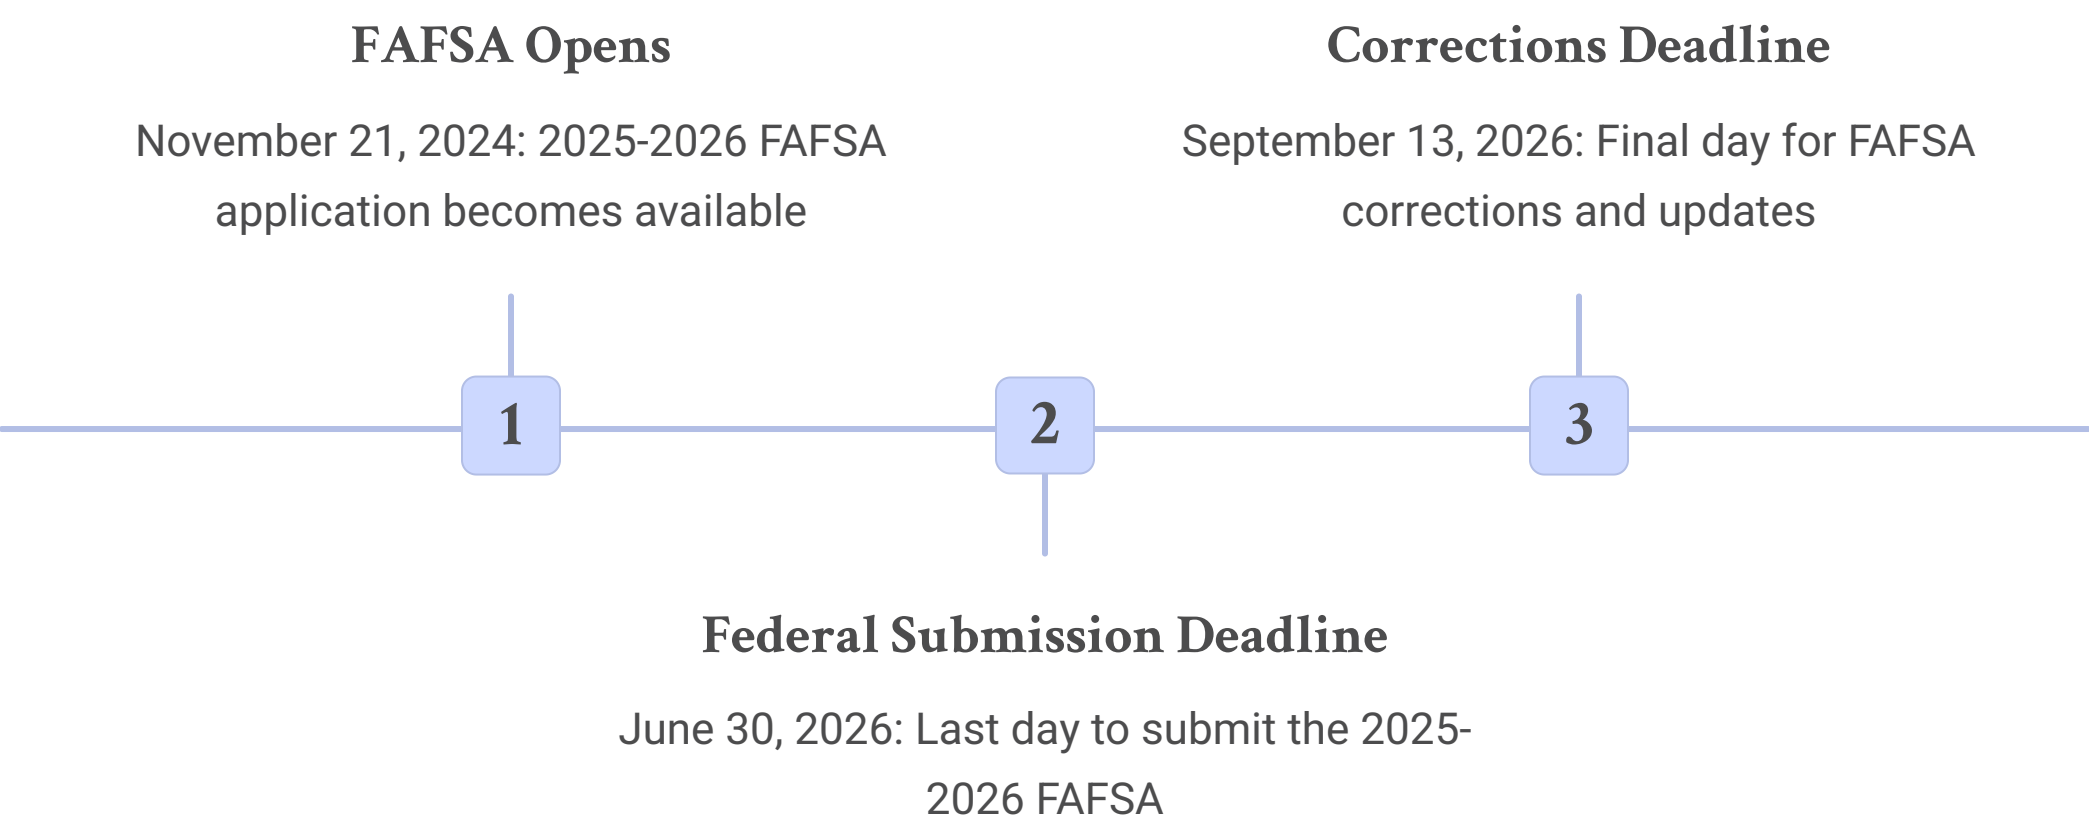 FAFSA Opens
November 21, 2024: 2025-2026 FAFSA
application becomes available
Corrections Deadline
September 13, 2026: Final day for FAFSA
corrections and updates
1
2
3
Federal Submission Deadline
June 30, 2026: Last day to submit the 2025-
2026 FAFSA